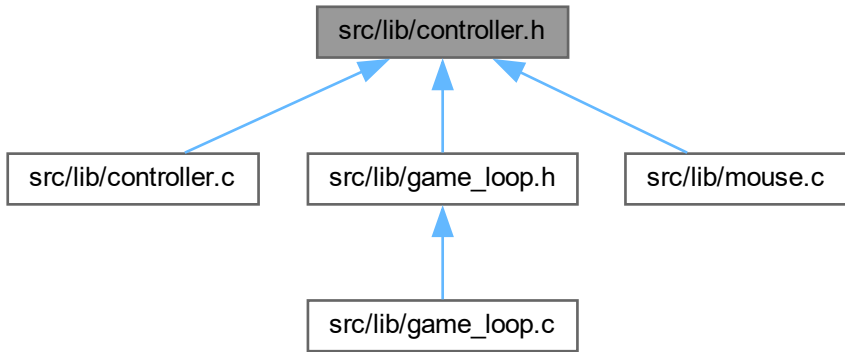 src/lib/controller.h
src/lib/controller.c
src/lib/game_loop.h
src/lib/mouse.c
src/lib/game_loop.c